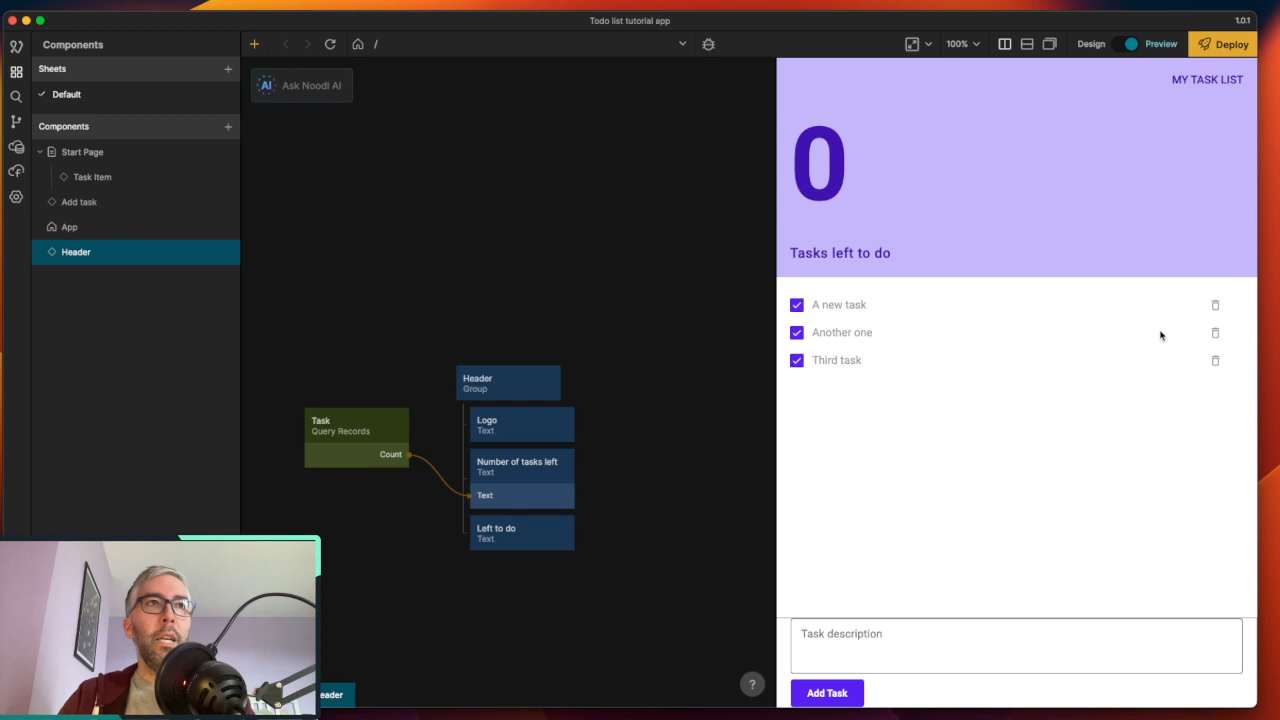 Todo list tutorial app
1.0.1
Components
/
100%
Design
Preview
Deploy
Sheets
Default
Components
Start Page
Task Item
Add task
App
Header
AI
Ask Noodl AI
Task
Query Records
Count
Header
Group
Logo
Text
Number of tasks left
Text
Text
Left to do
Text
eader
?
MY TASK LIST
0
Tasks left to do
A new task
Another one
Third task
Task description
Add Task